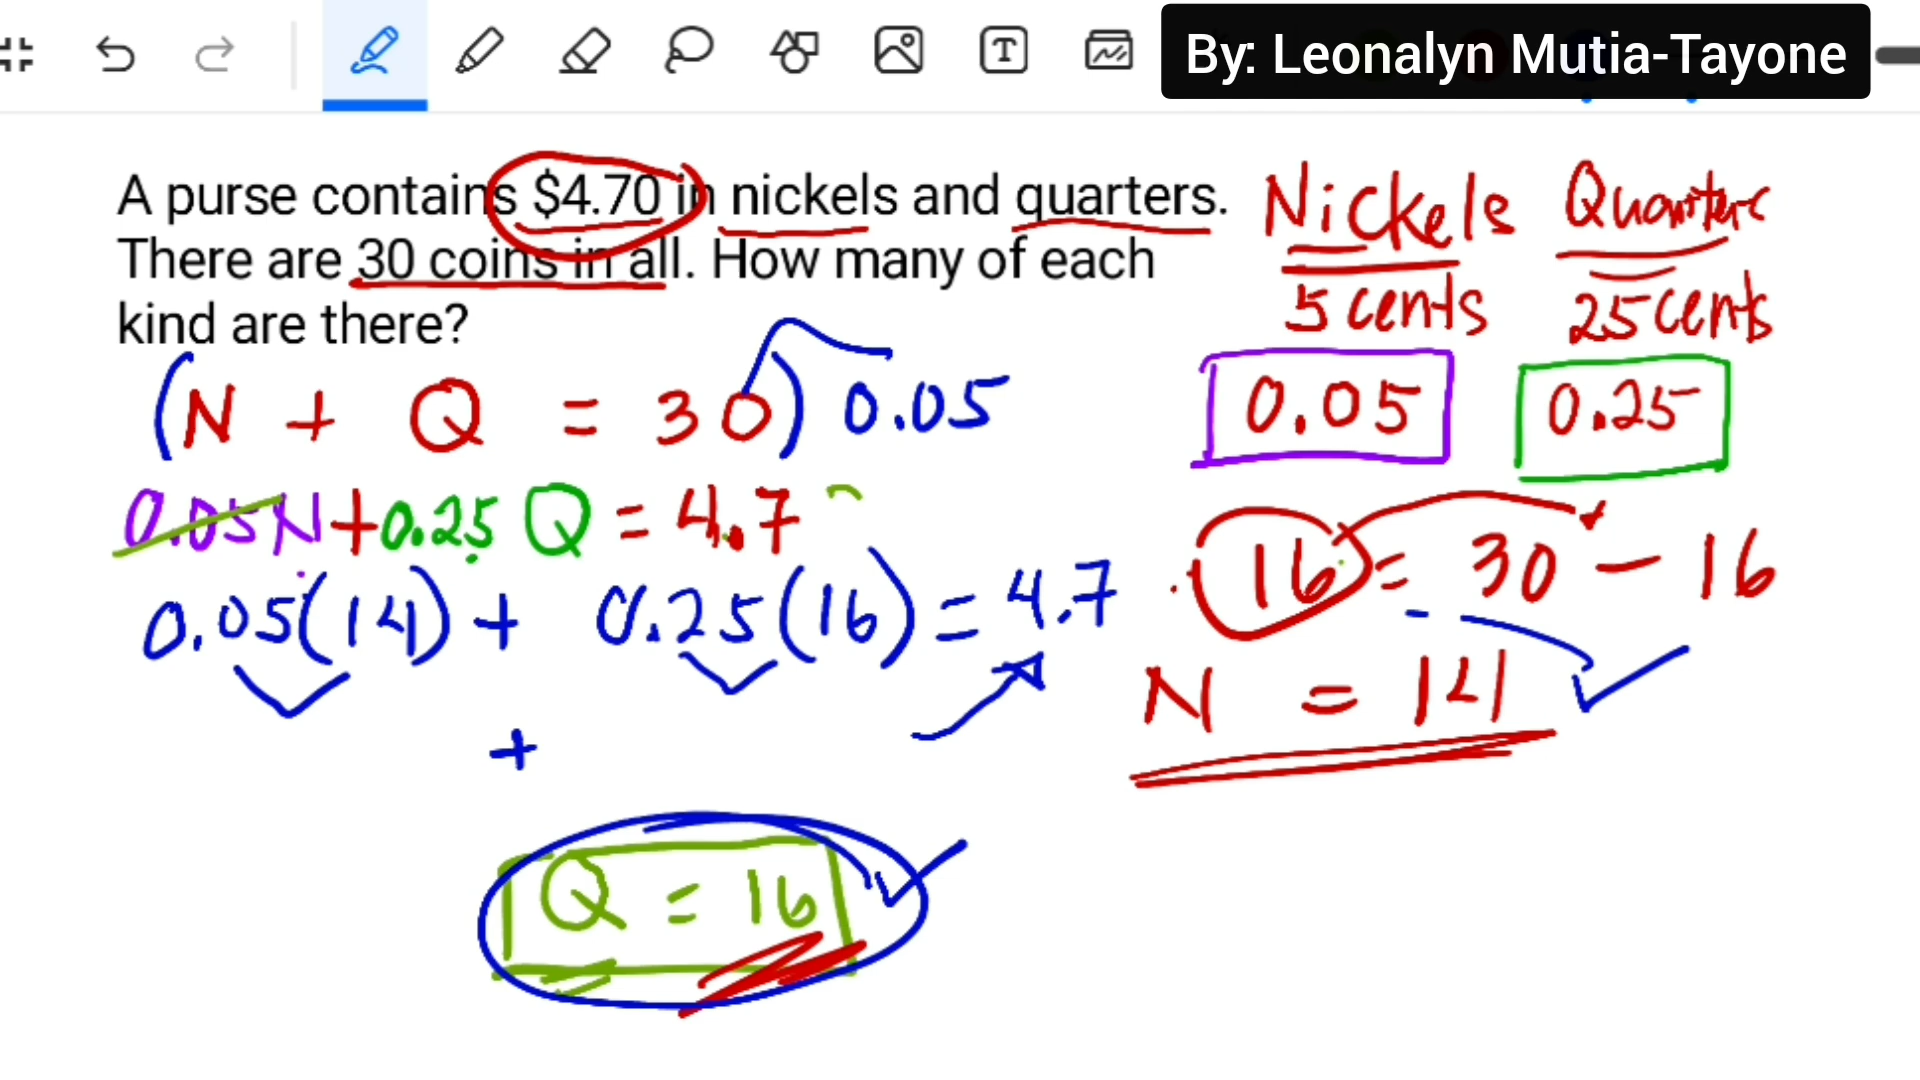 By: Leonalyn Mutia-Tayone
A purse contains $4.70 in nickels and quarters.
There are 30 coins in all. How many of each
kind are there?
Nickels Quarters
5 cents 25 cents
0.05 0.25
(N + Q = 30) 0.05
0.05N+0.25Q = 4.7
0.05(14) + 0.25(16) = 4.7
+
Q = 16
16 = 30 - 16
N = 14